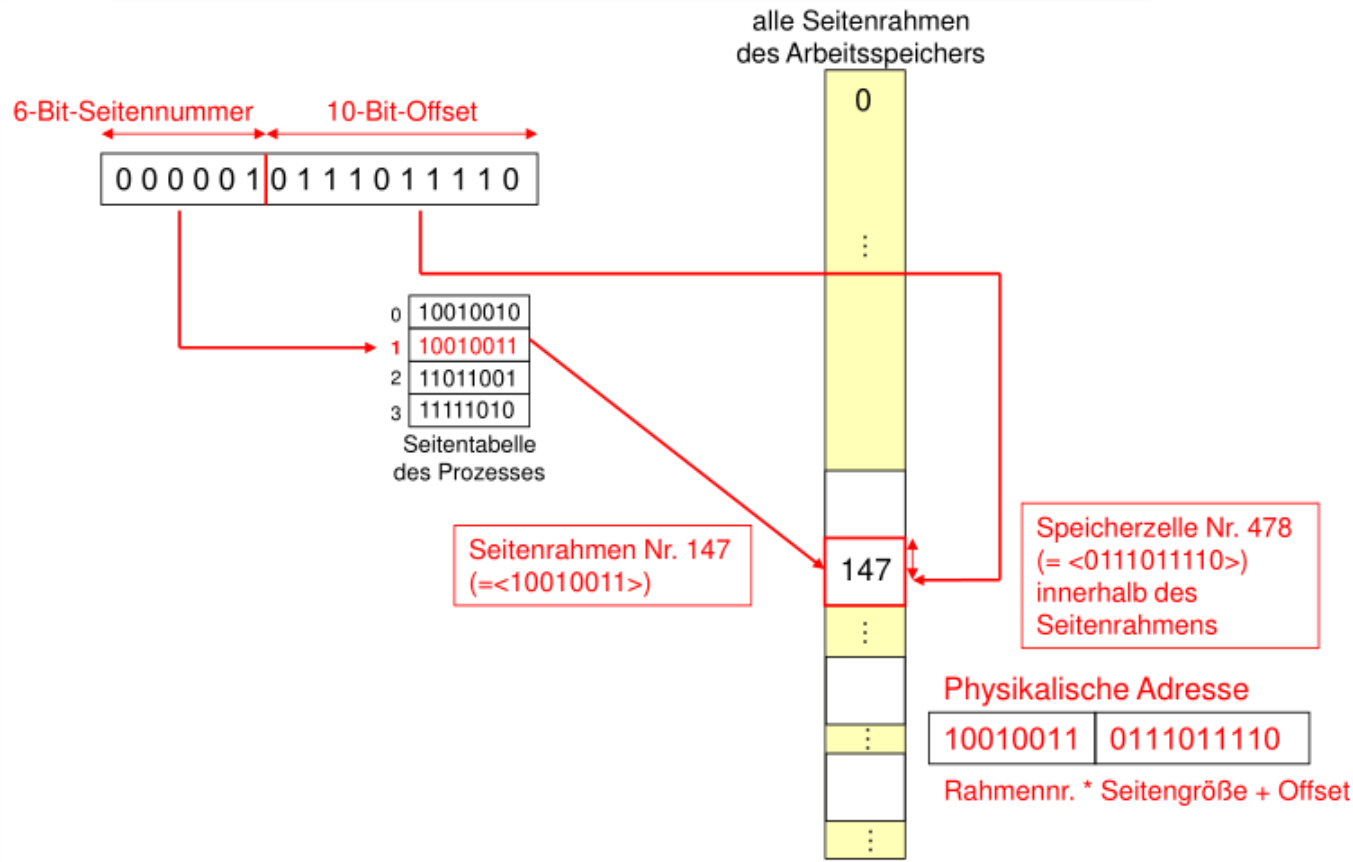 alle Seitenrahmen
des Arbeitsspeichers
0
⋮
6-Bit-Seitennummer
10-Bit-Offset
0 0 0 0 0 1 0 1 1 1 0 1 1 1 1 0
0 10010010
1 10010011
2 11011001
3 11111010
Seitentabelle
des Prozesses
Seitenrahmen Nr. 147
(=<10010011>)
147
⋮
⋮
⋮
Speicherzelle Nr. 478
(= <0111011110>)
innerhalb des
Seitenrahmens
Physikalische Adresse
10010011 0111011110
Rahmennr. * Seitengröße + Offset